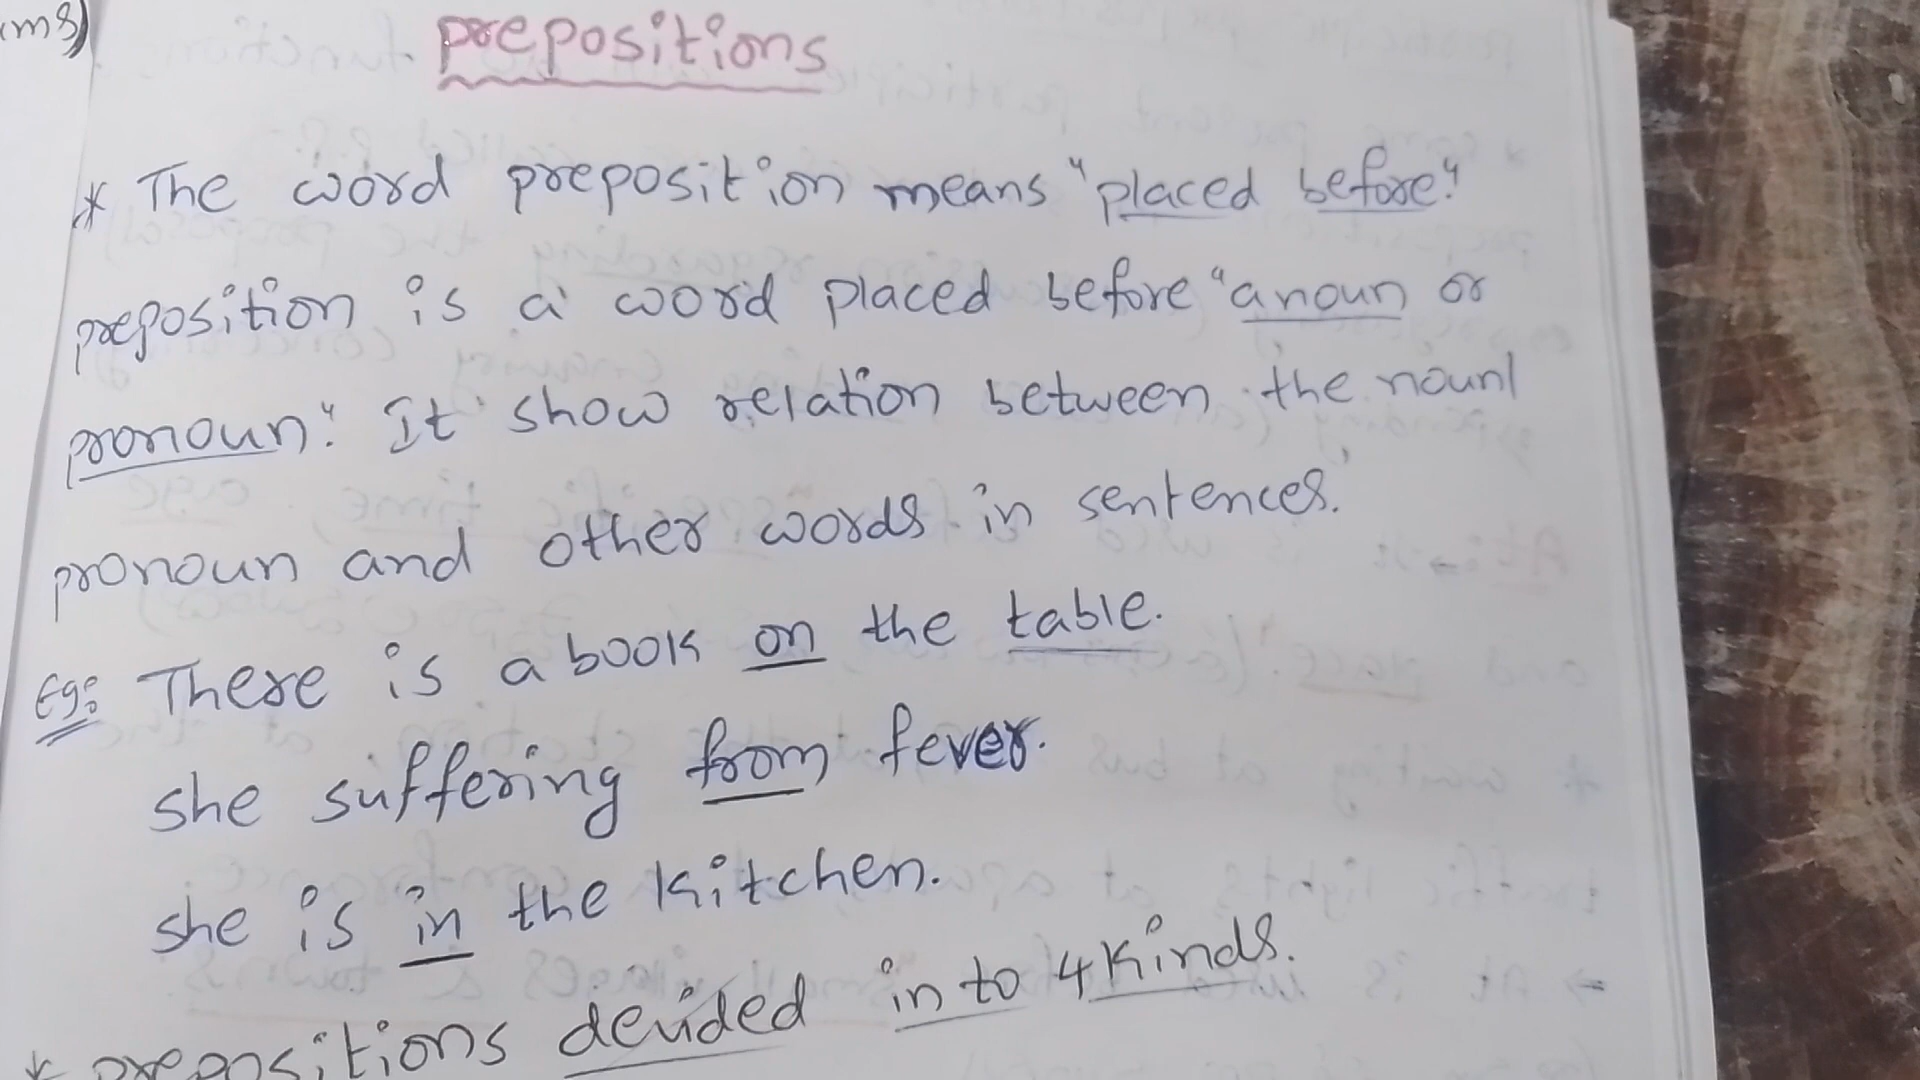 prepositions
* The word preposition means "placed before"
preposition is a word placed before "a noun or
pronoun". It show relation between the noun/
pronoun and other words in sentences.
Eg: There is a book on the table.
she suffering from fever.
she is in the kitchen.
* prepositions devided in to 4 kinds.